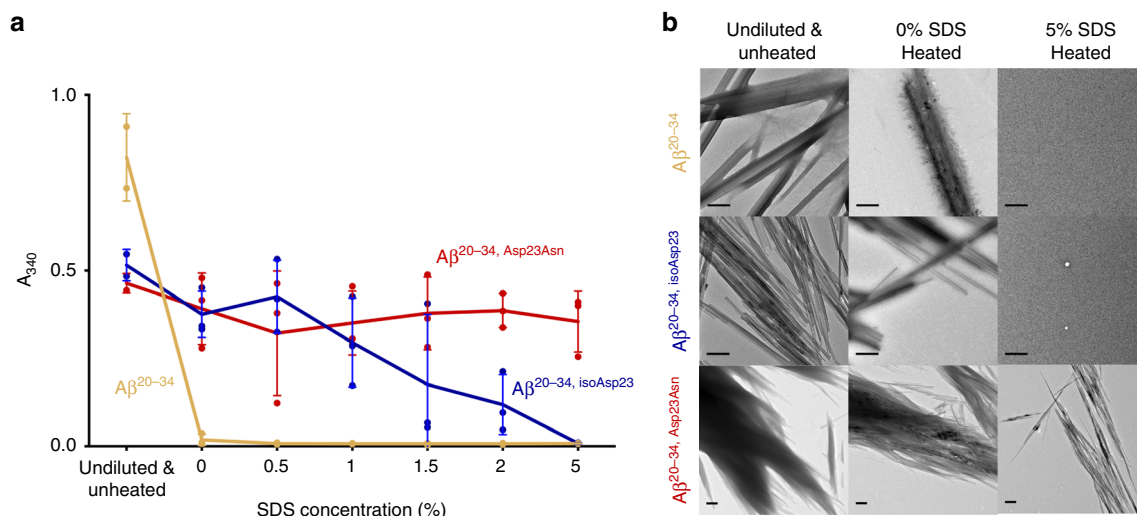 a
1.0
0.5
0.0
A340
Aβ20–34, Asp23Asn
Aβ20–34
Aβ20–34, isoAsp23
Undiluted &
unheated
0
0.5
1
1.5
2
5
SDS concentration (%)
b
Undiluted &
unheated
0% SDS
Heated
5% SDS
Heated
Aβ20–34
Aβ20–34, isoAsp23
Aβ20–34, Asp23Asn